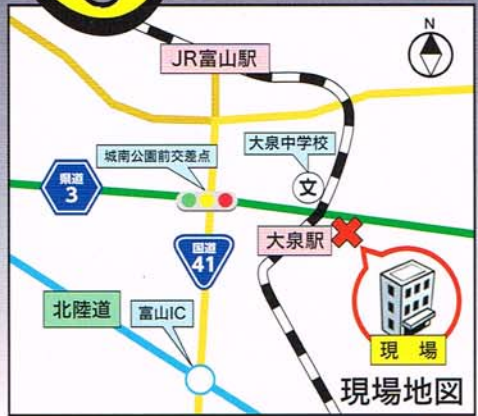 N
JR富山駅
大泉中学校
城南公園前交差点
文
県道
3
大泉駅
国道
41
北陸道
富山IC
現 場
現場地図